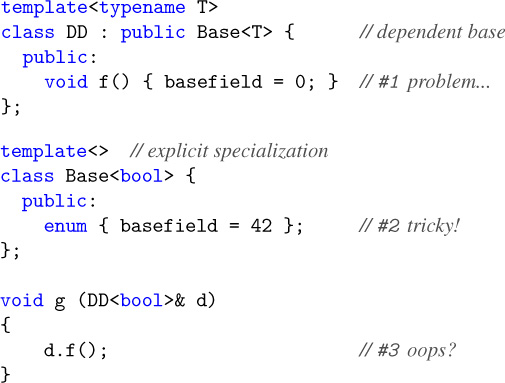 template<typename T>
class DD : public Base<T> { // dependent base
public:
void f() { basefield = 0; } // #1 problem...
};
template<> // explicit specialization
class Base<bool> {
public:
enum { basefield = 42 }; // #2 tricky!
};
void g (DD<bool>& d)
{
d.f(); // #3 oops?
}